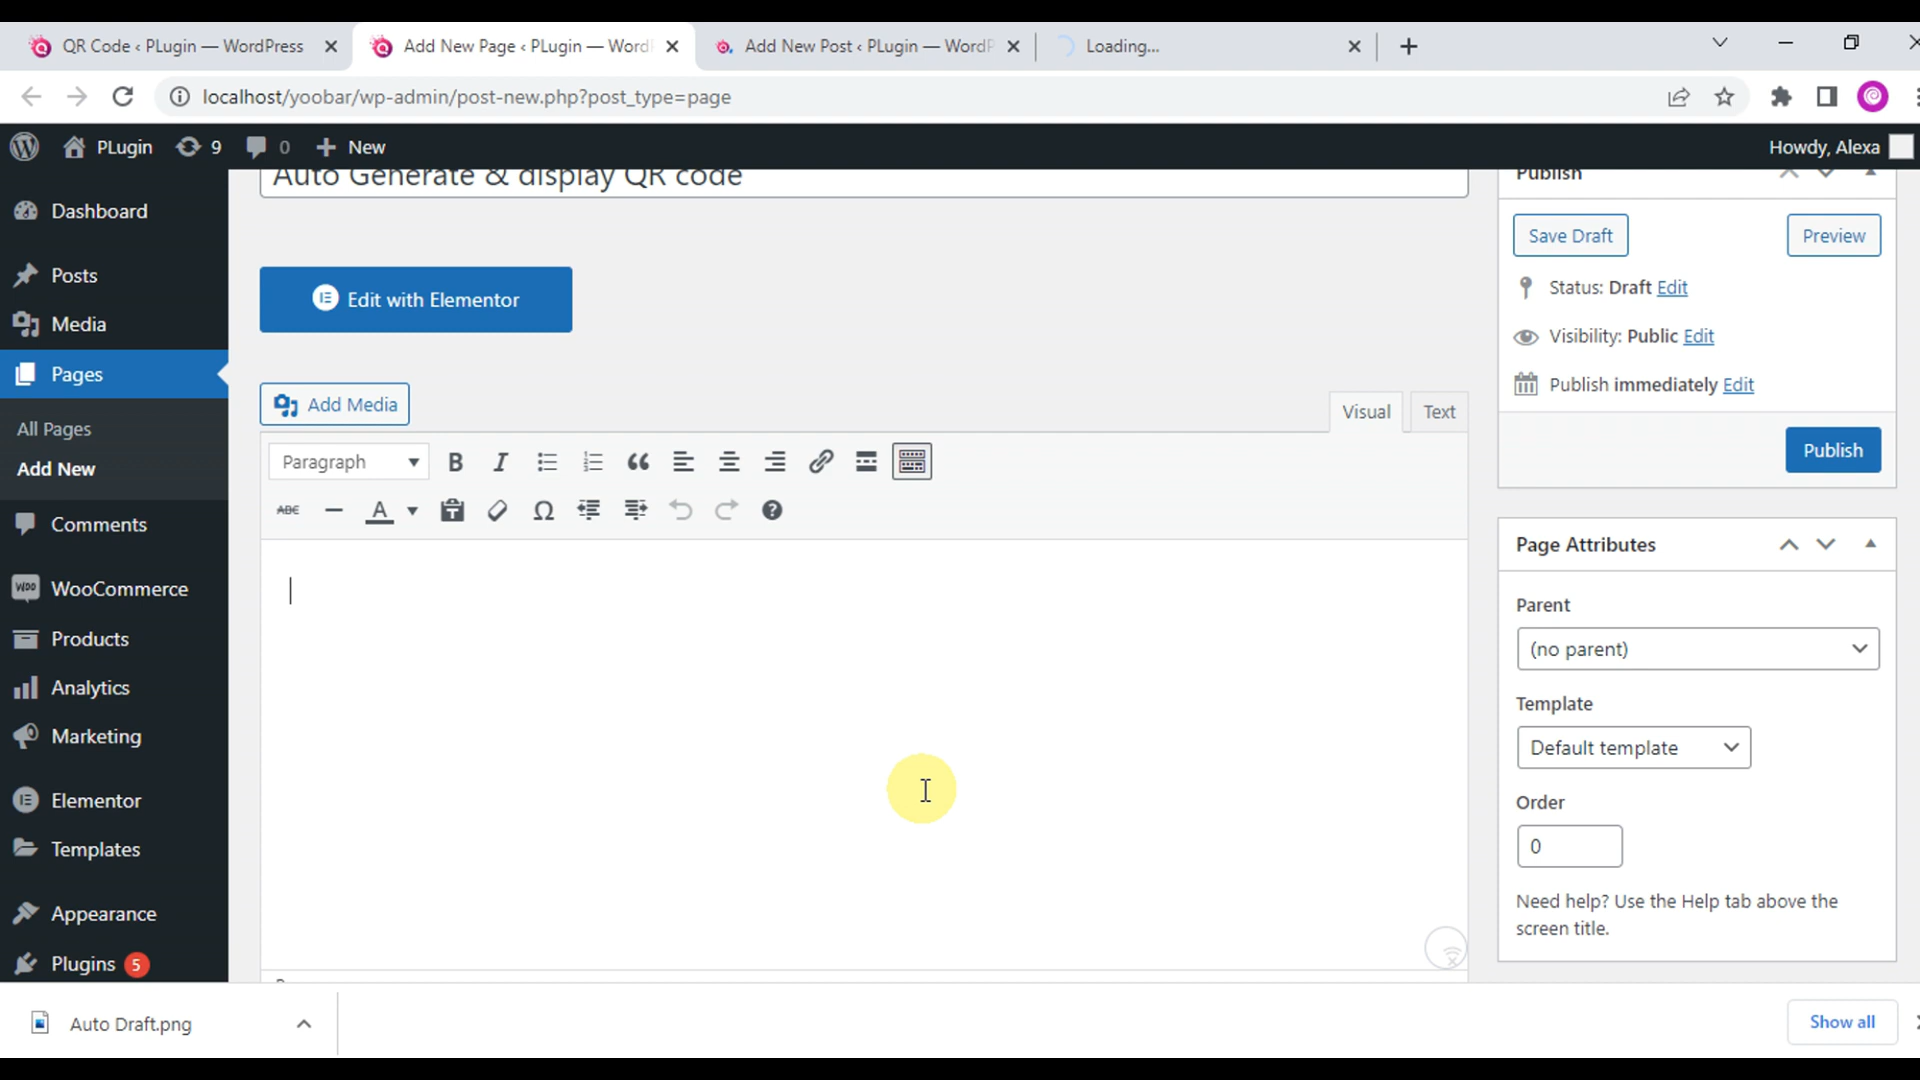 QR Code ‹ PLugin — WordPress
Add New Page ‹ PLugin — Word
Add New Post ‹ PLugin — WordP
Loading...
localhost/yoobar/wp-admin/post-new.php?post_type=page
PLugin
9
0
New
Howdy, Alexa
Dashboard
Posts
Media
Pages
All Pages
Add New
Comments
WooCommerce
Products
Analytics
Marketing
Elementor
Templates
Appearance
Plugins 5
Auto Generate & display QR code
Edit with Elementor
Add Media
Visual
Text
Paragraph
B
I
ABC
A
Ω
Publish
Save Draft
Preview
Status: Draft Edit
Visibility: Public Edit
Publish immediately Edit
Publish
Page Attributes
Parent
(no parent)
Template
Default template
Order
0
Need help? Use the Help tab above the
screen title.
Auto Draft.png
Show all